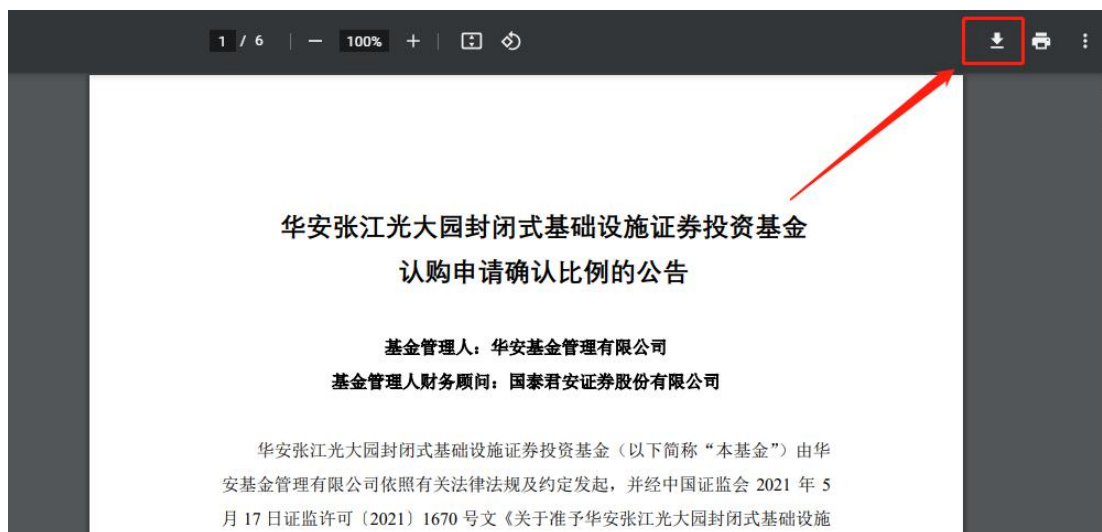 1 / 6 | — 100% + |
华安张江光大园封闭式基础设施证券投资基金
认购申请确认比例的公告
基金管理人：华安基金管理有限公司
基金管理人财务顾问：国泰君安证券股份有限公司
华安张江光大园封闭式基础设施证券投资基金（以下简称“本基金”）由华
安基金管理有限公司依照有关法律法规及约定发起，并经中国证监会 2021 年 5
月 17 日证监许可〔2021〕1670 号文《关于准予华安张江光大园封闭式基础设施